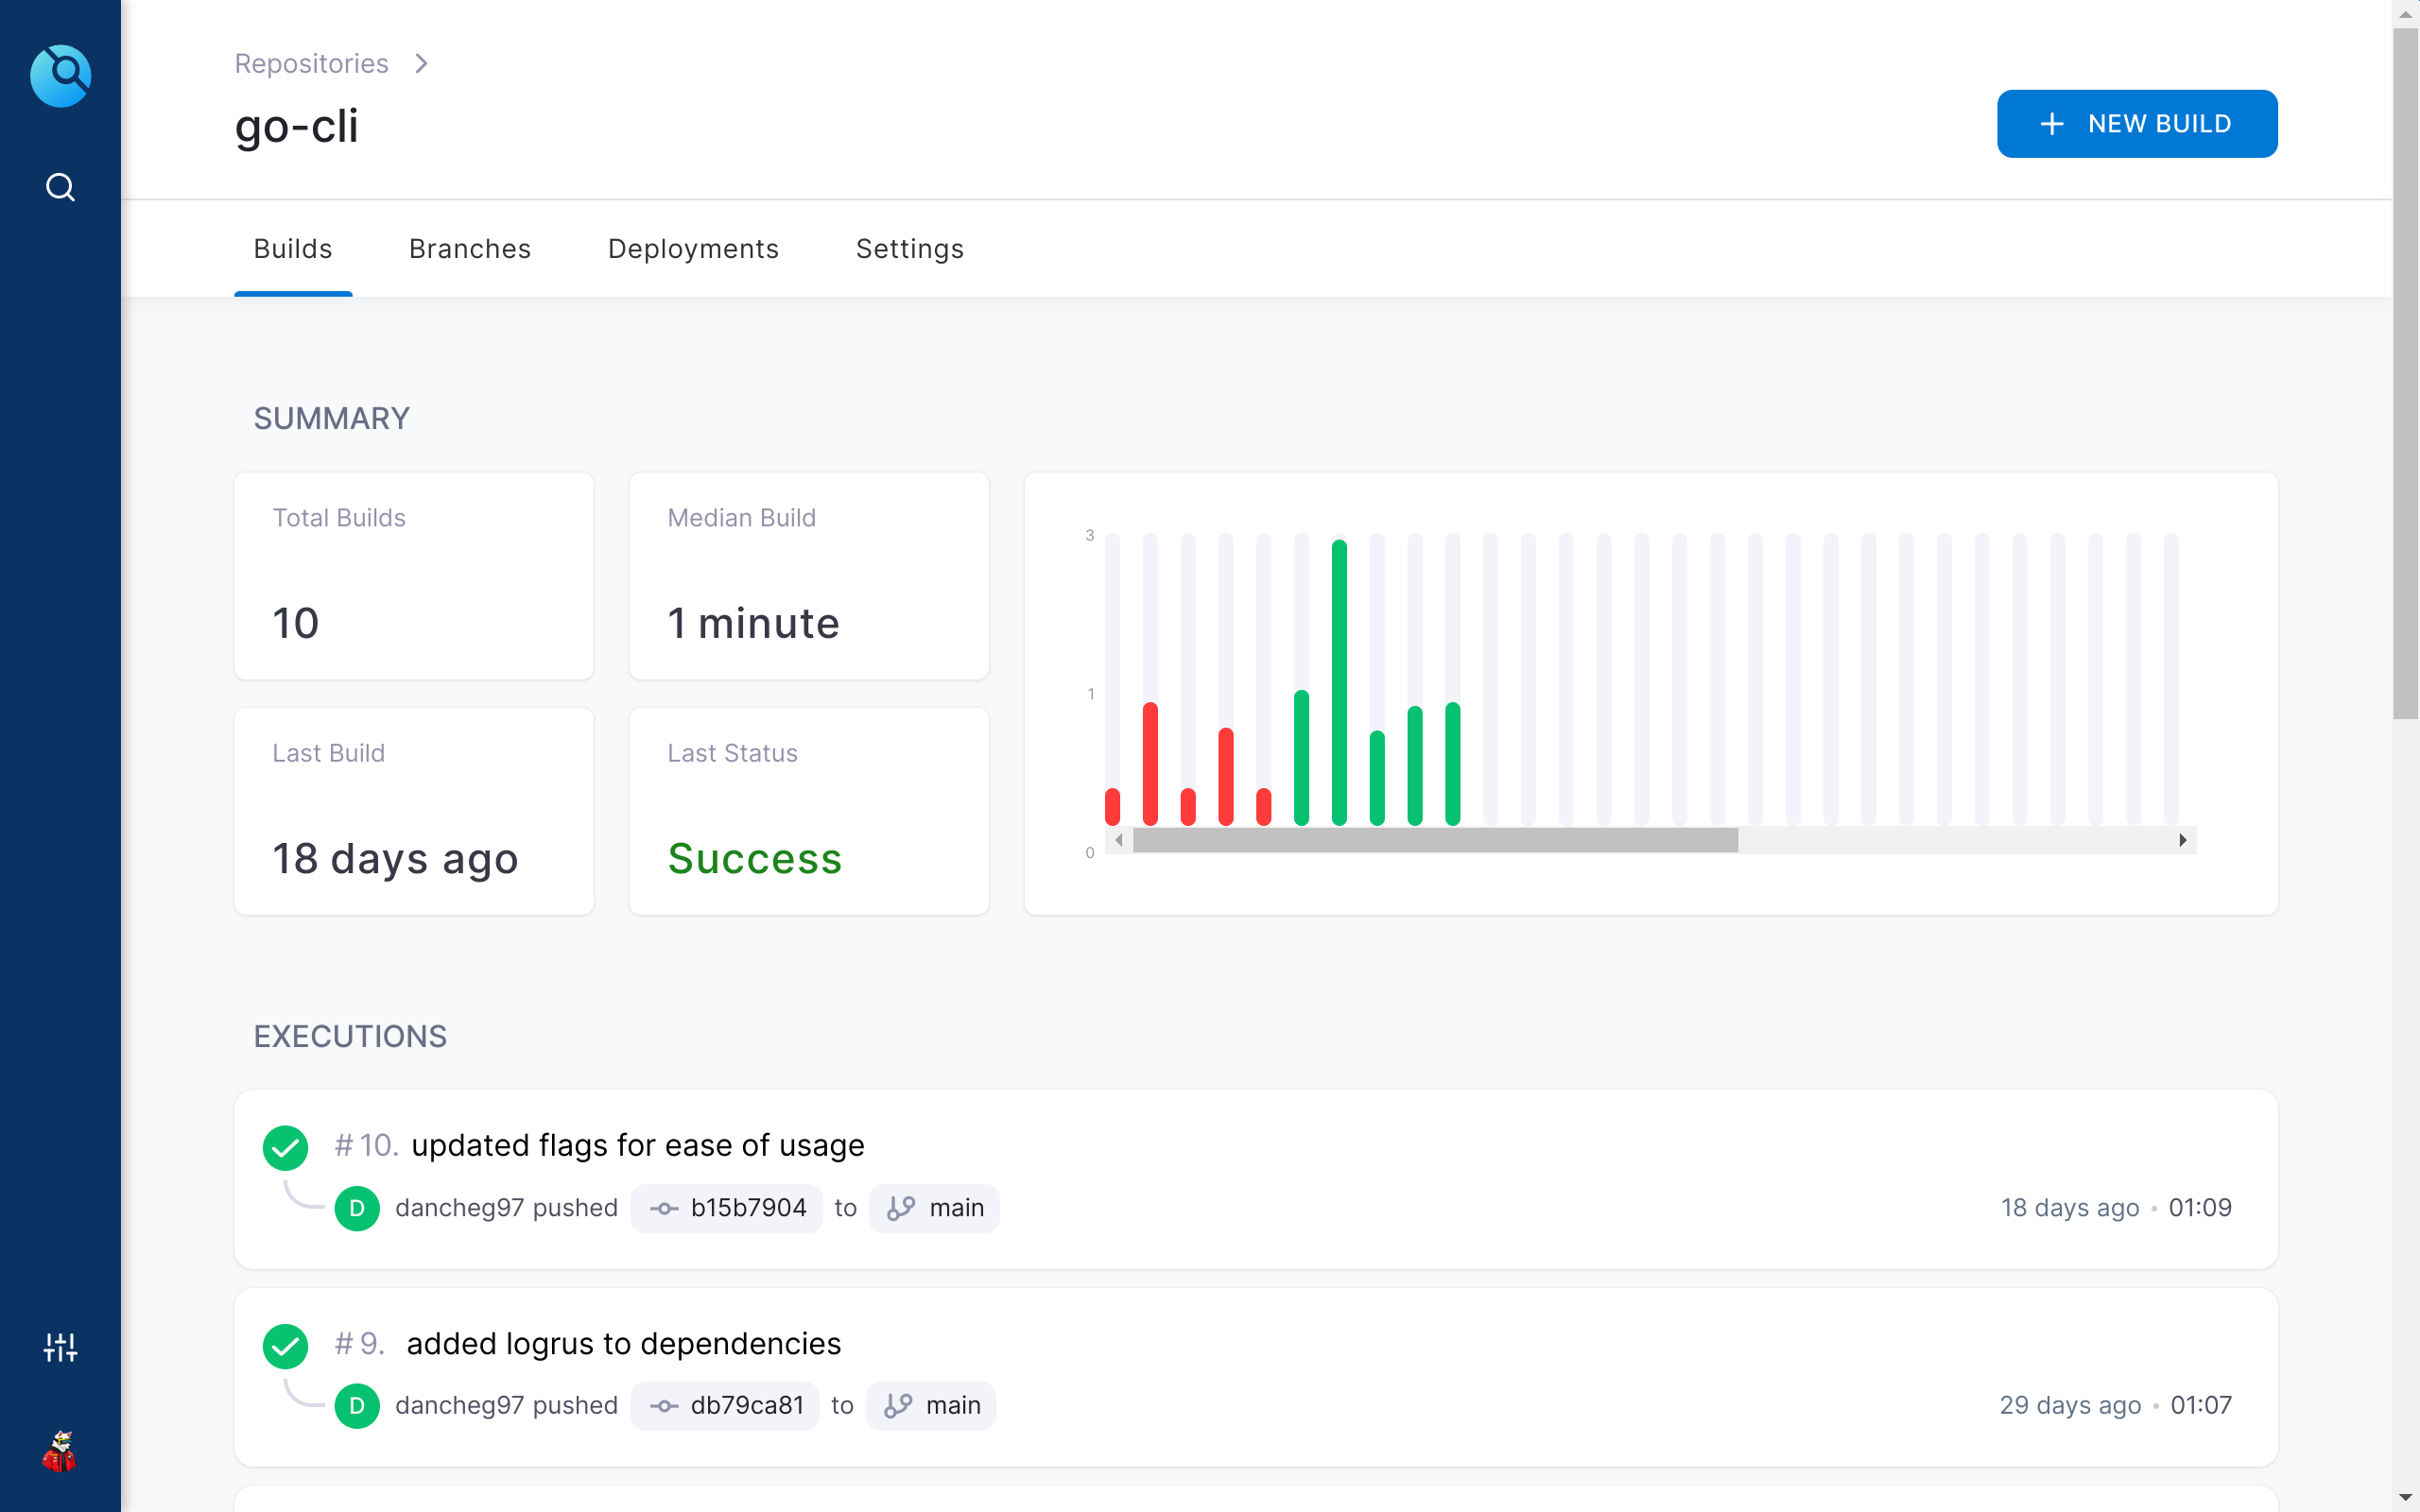 Repositories
go-cli
NEW BUILD
Builds Branches Deployments Settings
SUMMARY
Total Builds
10
Median Build
1 minute
Last Build
18 days ago
Last Status
Success
3
1
0
EXECUTIONS
# 10. updated flags for ease of usage
D dancheg97 pushed b15b7904 to main 18 days ago • 01:09
# 9. added logrus to dependencies
D dancheg97 pushed db79ca81 to main 29 days ago • 01:07